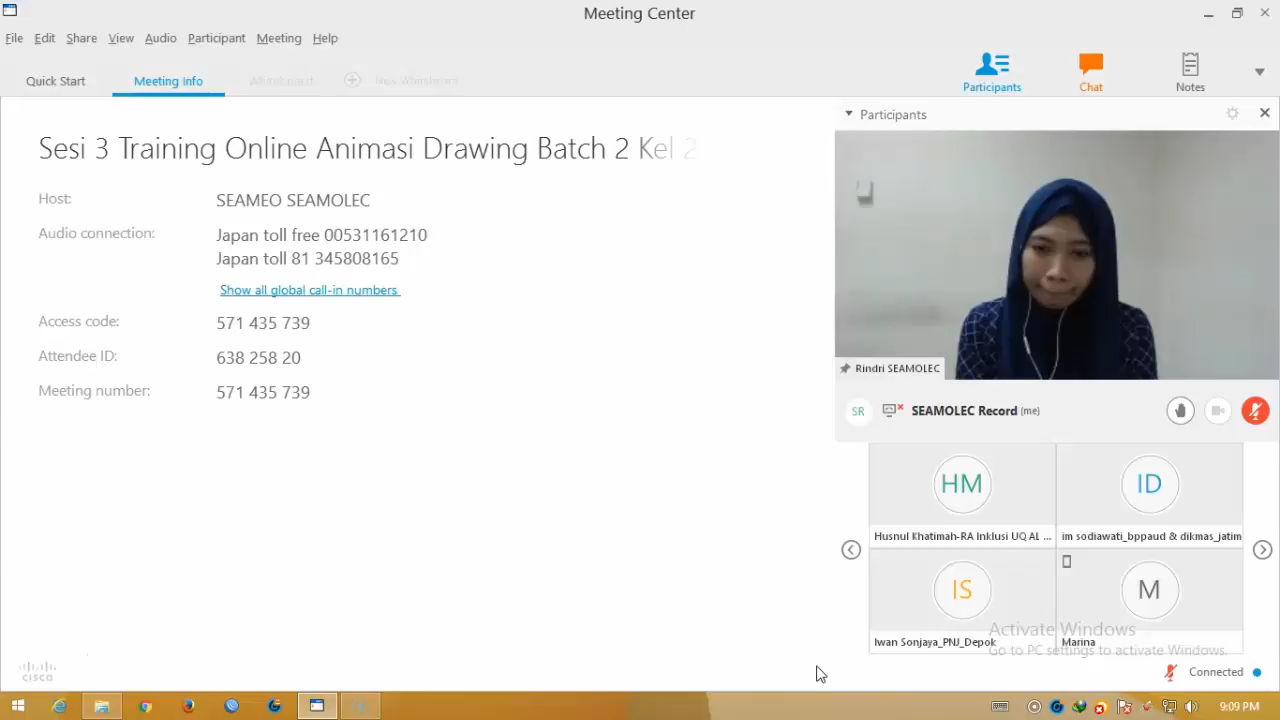 Meeting Center
File Edit Share View Audio Participant Meeting Help
Quick Start Meeting Info Whiteboard New Whiteboard
Participants Chat Notes
Sesi 3 Training Online Animasi Drawing Batch 2 Kel 2
Host: SEAMEO SEAMOLEC
Audio connection: Japan toll free 00531161210
Japan toll 81 345808165
Show all global call-in numbers
Access code: 571 435 739
Attendee ID: 638 258 20
Meeting number: 571 435 739
cisco
Participants
Rindri SEAMOLEC
SR SEAMOLEC Record (me)
HM ID
Husnul Khatimah-RA Inklusi UQ AL ... im sodiawati_bppaud & dikmas_jatim
IS M
Iwan Sonjaya_PNJ_Depok Marina
Activate Windows
Go to PC settings to activate Windows.
Connected
9:09 PM